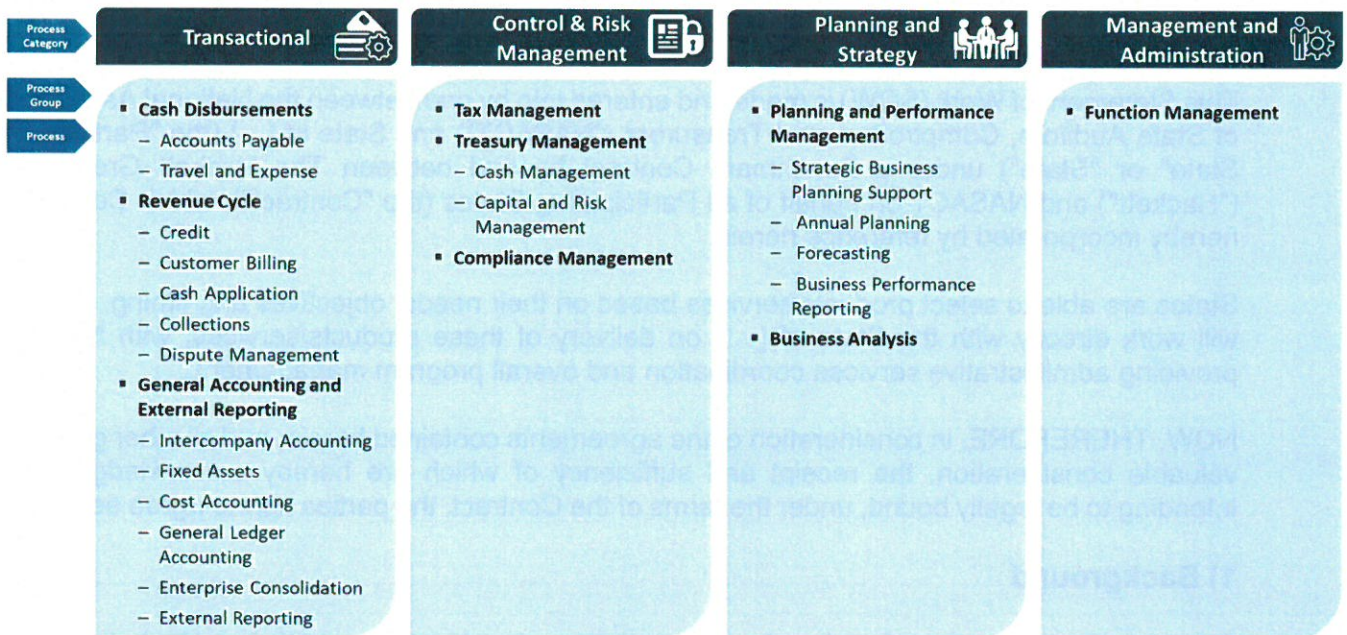 Process
Category
Transactional
Control & Risk
Management
Planning and
Strategy
Management and
Administration
Process
Group
Process
▪ Cash Disbursements
– Accounts Payable
– Travel and Expense
▪ Revenue Cycle
– Credit
– Customer Billing
– Cash Application
– Collections
– Dispute Management
▪ General Accounting and
External Reporting
– Intercompany Accounting
– Fixed Assets
– Cost Accounting
– General Ledger
Accounting
– Enterprise Consolidation
– External Reporting
▪ Tax Management
▪ Treasury Management
– Cash Management
– Capital and Risk
Management
▪ Compliance Management
▪ Planning and Performance
Management
– Strategic Business
Planning Support
– Annual Planning
– Forecasting
– Business Performance
Reporting
▪ Business Analysis
▪ Function Management
1) Background